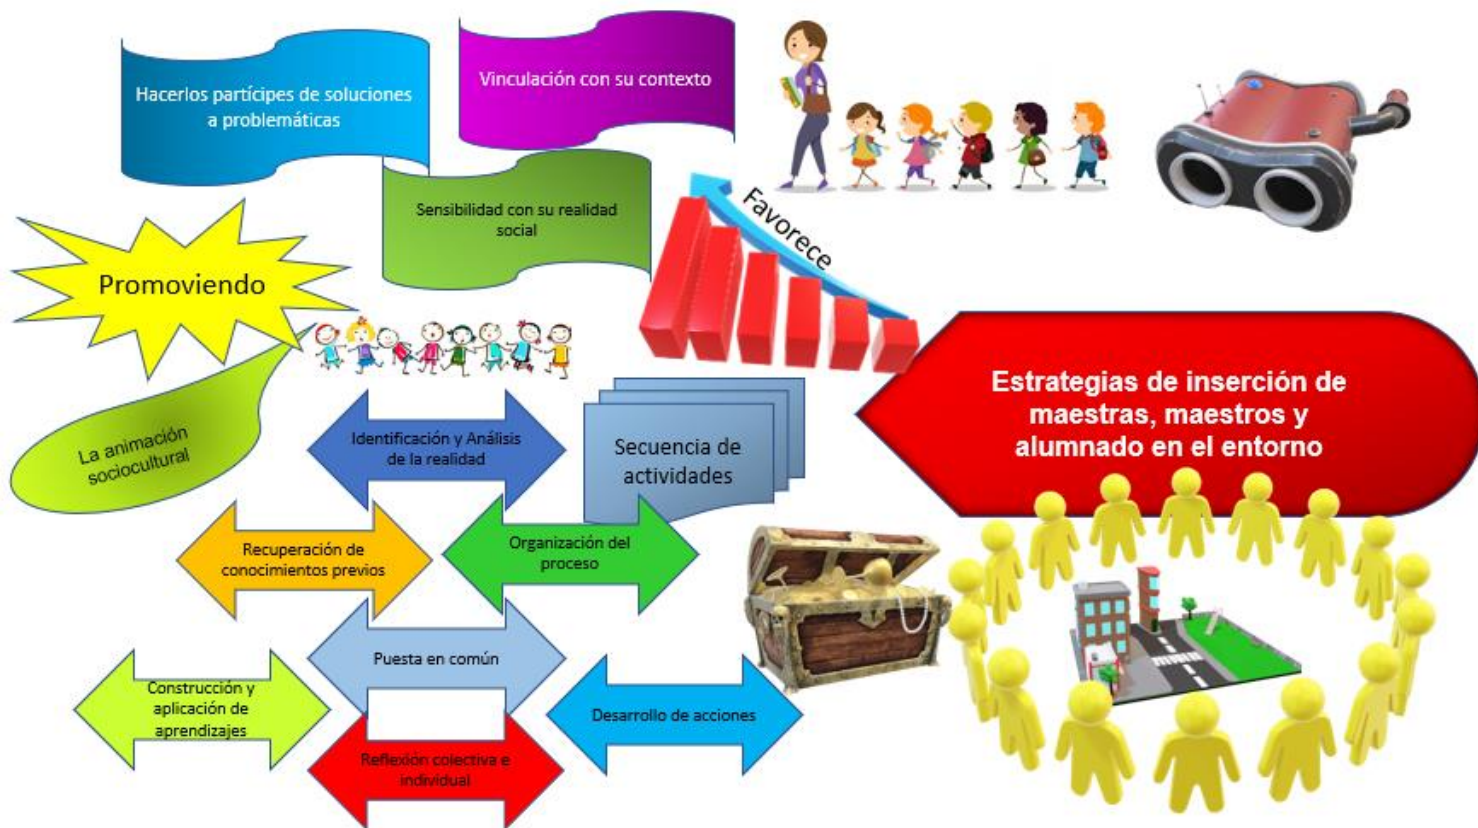 Hacerlos partícipes de soluciones
a problemáticas
Vinculación con su contexto
Sensibilidad con su realidad
social
Favorece
Promoviendo
Estrategias de inserción de
maestras, maestros y
alumnado en el entorno
La animación
sociocultural
Identificación y Análisis
de la realidad
Secuencia de
actividades
Recuperación de
conocimientos previos
Organización del
proceso
Puesta en común
Construcción y
aplicación de
aprendizajes
Desarrollo de acciones
Reflexión colectiva e
individual